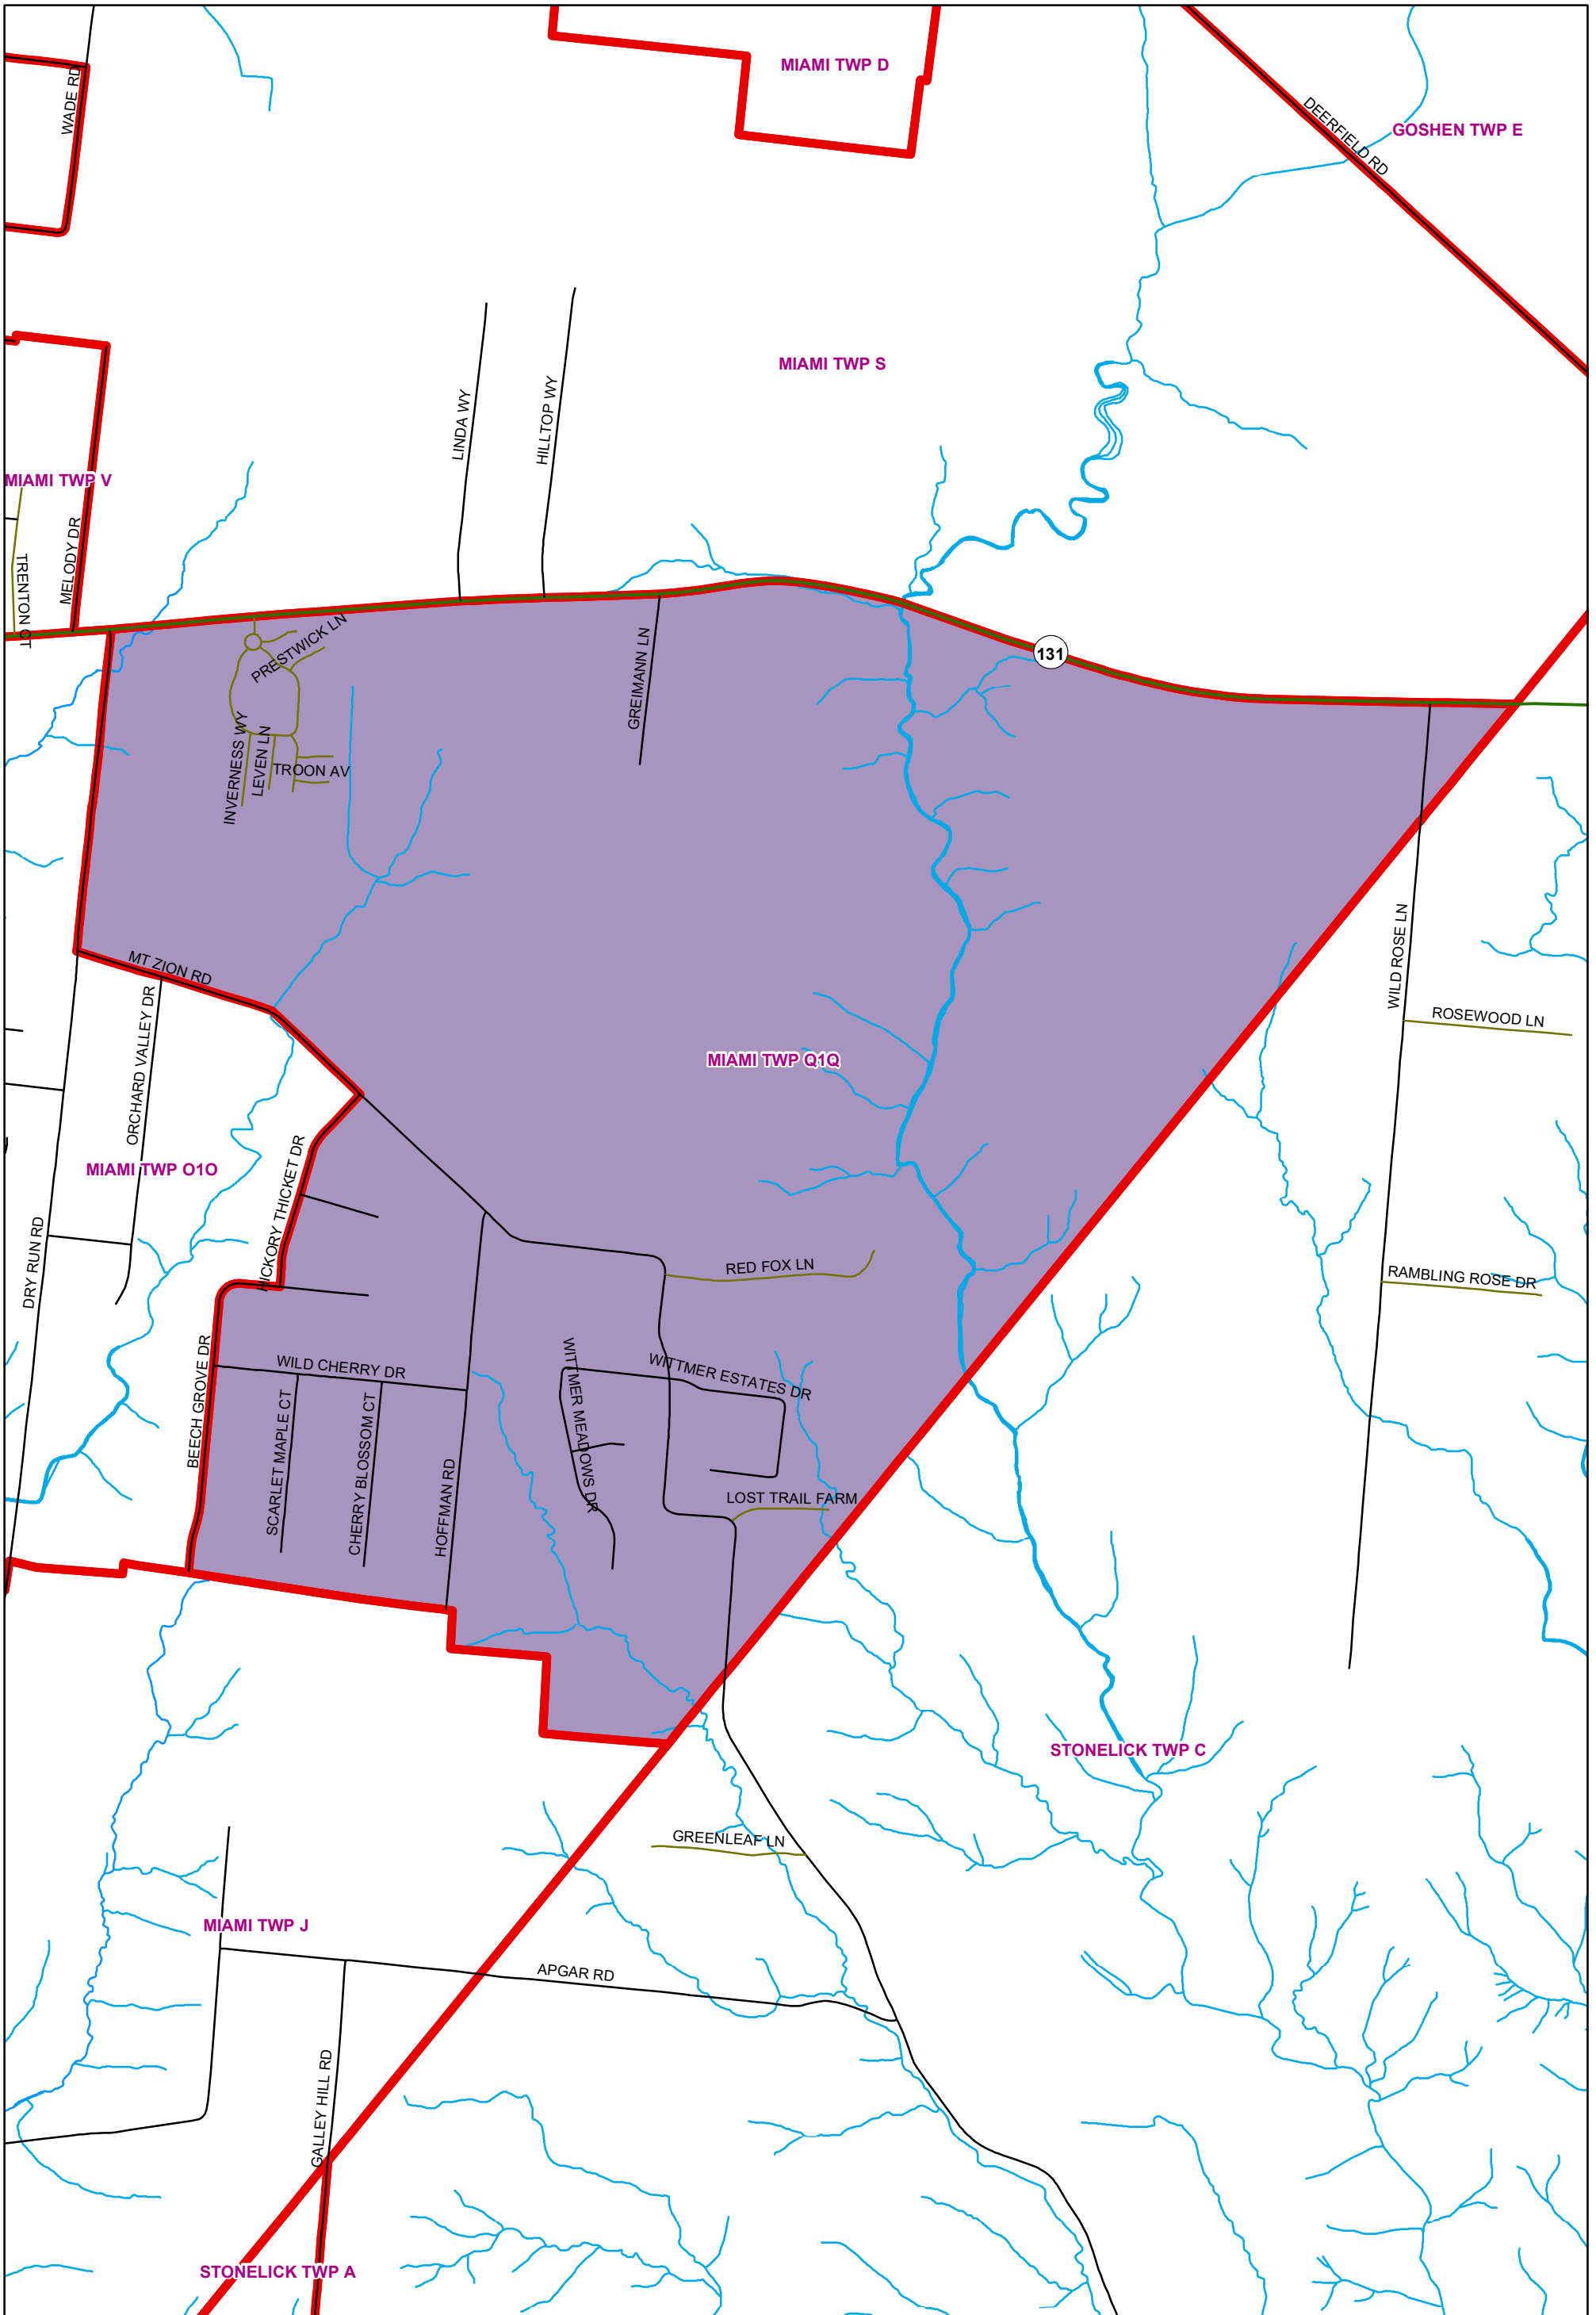 MIAMI TWP D
WADE RD
DEERFIELD RD
GOSHEN TWP E
MIAMI TWP S
LINDA WY
HILLTOP WY
MIAMI TWP V
MELODY DR
TRENTON CT
PRESTWICK LN
GREIMANN LN
131
INVERNESS WY
LEVEN LN
TROON AV
MT ZION RD
ORCHARD VALLEY DR
WILD ROSE LN
ROSEWOOD LN
MIAMI TWP Q1Q
MIAMI TWP O1O
HICKORY THICKET DR
DRY RUN RD
RED FOX LN
RAMBLING ROSE DR
BEECH GROVE DR
WILD CHERRY DR
WITTMER MEADOWS DR
WITTMER ESTATES DR
SCARLET MAPLE CT
CHERRY BLOSSOM CT
HOFFMAN RD
LOST TRAIL FARM
STONELICK TWP C
GREENLEAF LN
MIAMI TWP J
APGAR RD
GALLEY HILL RD
STONELICK TWP A